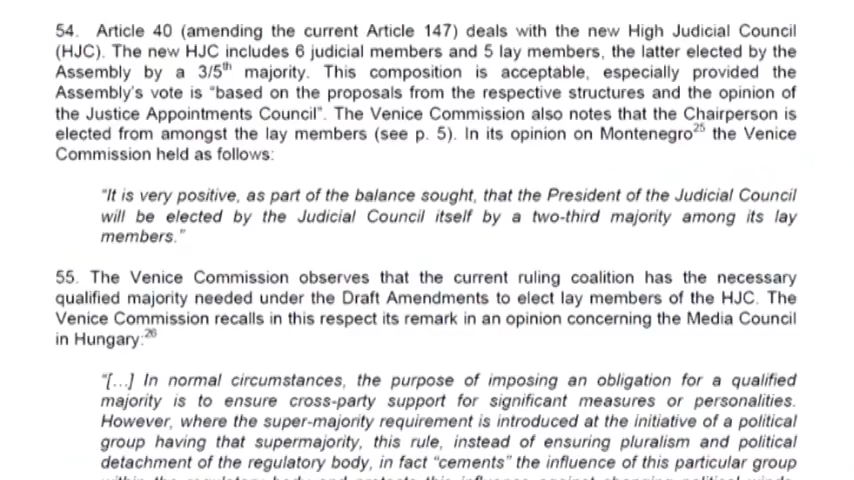 54. Article 40 (amending the current Article 147) deals with the new High Judicial Council
(HJC). The new HJC includes 6 judicial members and 5 lay members, the latter elected by the
Assembly by a 3/5th majority. This composition is acceptable, especially provided the
Assembly's vote is "based on the proposals from the respective structures and the opinion of
the Justice Appointments Council". The Venice Commission also notes that the Chairperson is
elected from amongst the lay members (see p. 5). In its opinion on Montenegro25 the Venice
Commission held as follows:
"It is very positive, as part of the balance sought, that the President of the Judicial Council
will be elected by the Judicial Council itself by a two-third majority among its lay
members."
55. The Venice Commission observes that the current ruling coalition has the necessary
qualified majority needed under the Draft Amendments to elect lay members of the HJC. The
Venice Commission recalls in this respect its remark in an opinion concerning the Media Council
in Hungary:26
"[...] In normal circumstances, the purpose of imposing an obligation for a qualified
majority is to ensure cross-party support for significant measures or personalities.
However, where the super-majority requirement is introduced at the initiative of a political
group having that supermajority, this rule, instead of ensuring pluralism and political
detachment of the regulatory body, in fact "cements" the influence of this particular group